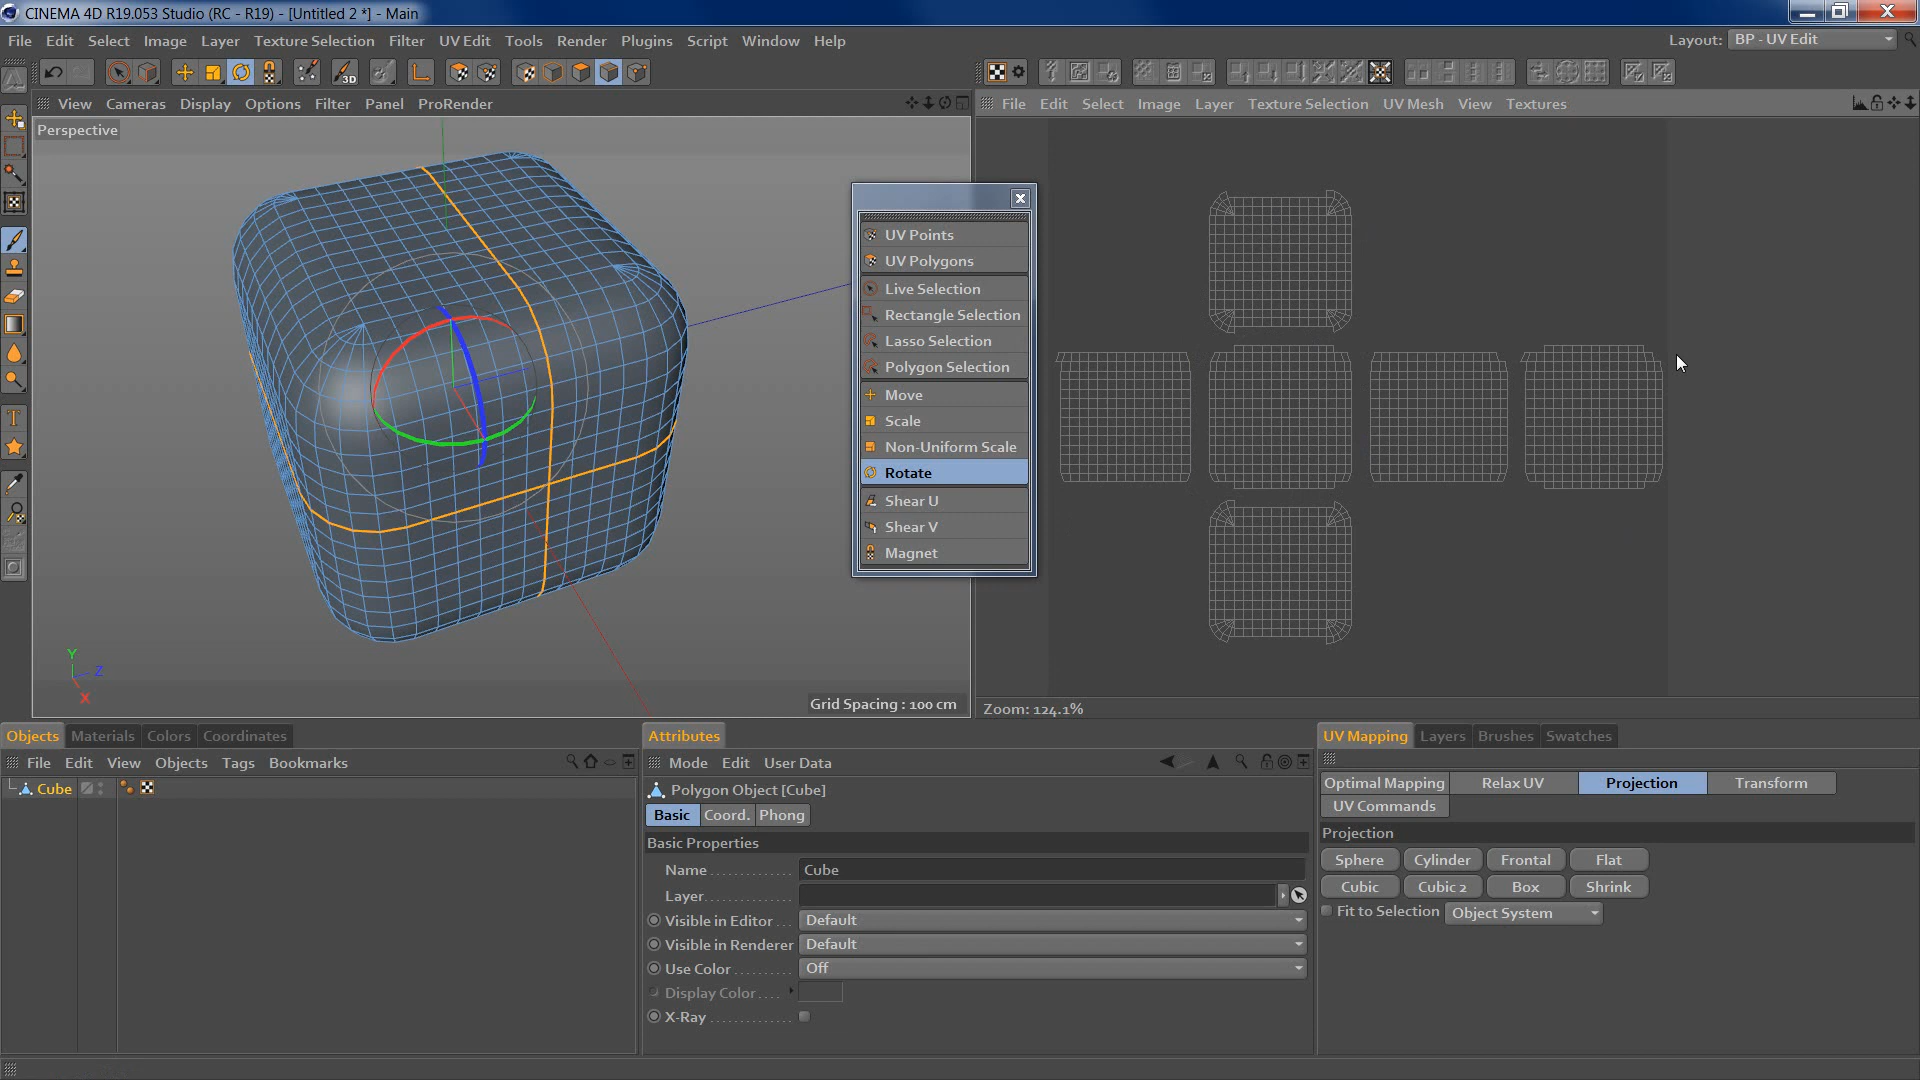 CINEMA 4D R19.053 Studio (RC - R19) - [Untitled 2 *] - Main
File Edit Select Image Layer Texture Selection Filter UV Edit Tools Render Plugins Script Window Help
Layout: BP - UV Edit
View Cameras Display Options Filter Panel ProRender
File Edit Select Image Layer Texture Selection UV Mesh View Textures
Perspective
UV Points
UV Polygons
Live Selection
Rectangle Selection
Lasso Selection
Polygon Selection
Move
Scale
Non-Uniform Scale
Rotate
Shear U
Shear V
Magnet
Y
Z
X
Grid Spacing : 100 cm
Zoom: 124.1%
Objects Materials Colors Coordinates
File Edit View Objects Tags Bookmarks
Cube
Attributes
Mode Edit User Data
Polygon Object [Cube]
Basic Coord. Phong
Basic Properties
Name Cube
Layer
Visible in Editor Default
Visible in Renderer Default
Use Color Off
Display Color
X-Ray
UV Mapping Layers Brushes Swatches
Optimal Mapping Relax UV Projection Transform
UV Commands
Projection
Sphere Cylinder Frontal Flat
Cubic Cubic 2 Box Shrink
Fit to Selection Object System